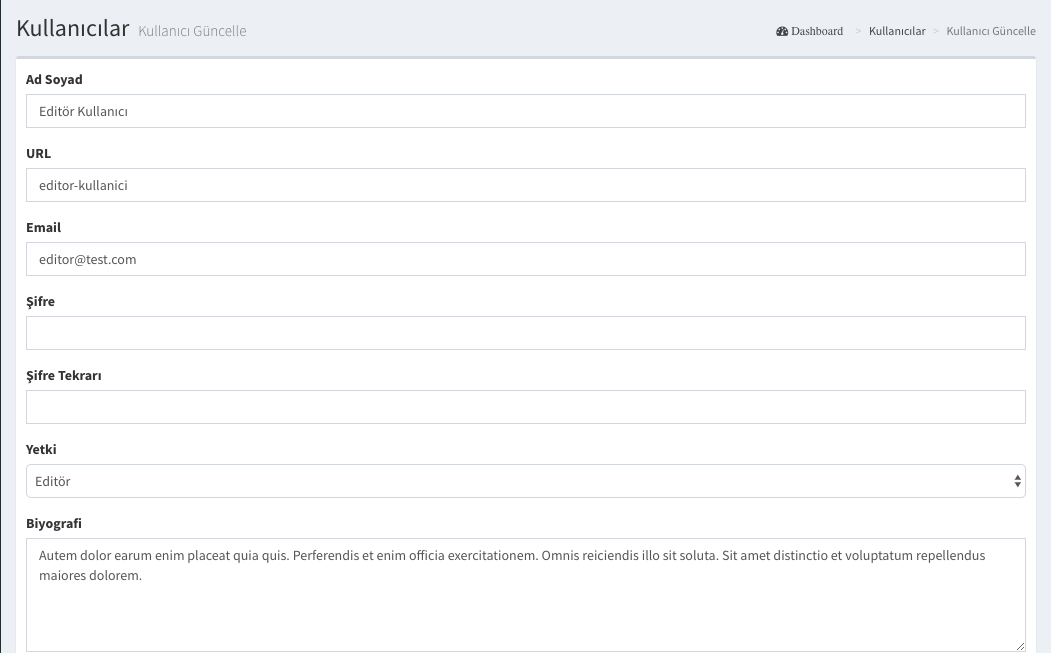 Kullanıcılar Kullanıcı Güncelle
Dashboard > Kullanıcılar > Kullanıcı Güncelle
Ad Soyad
Editör Kullanıcı
URL
editor-kullanici
Email
editor@test.com
Şifre
Şifre Tekrarı
Yetki
Editör
Biyografi
Autem dolor earum enim placeat quia quis. Perferendis et enim officia exercitationem. Omnis reiciendis illo sit soluta. Sit amet distinctio et voluptatum repellendus
maiores dolorem.